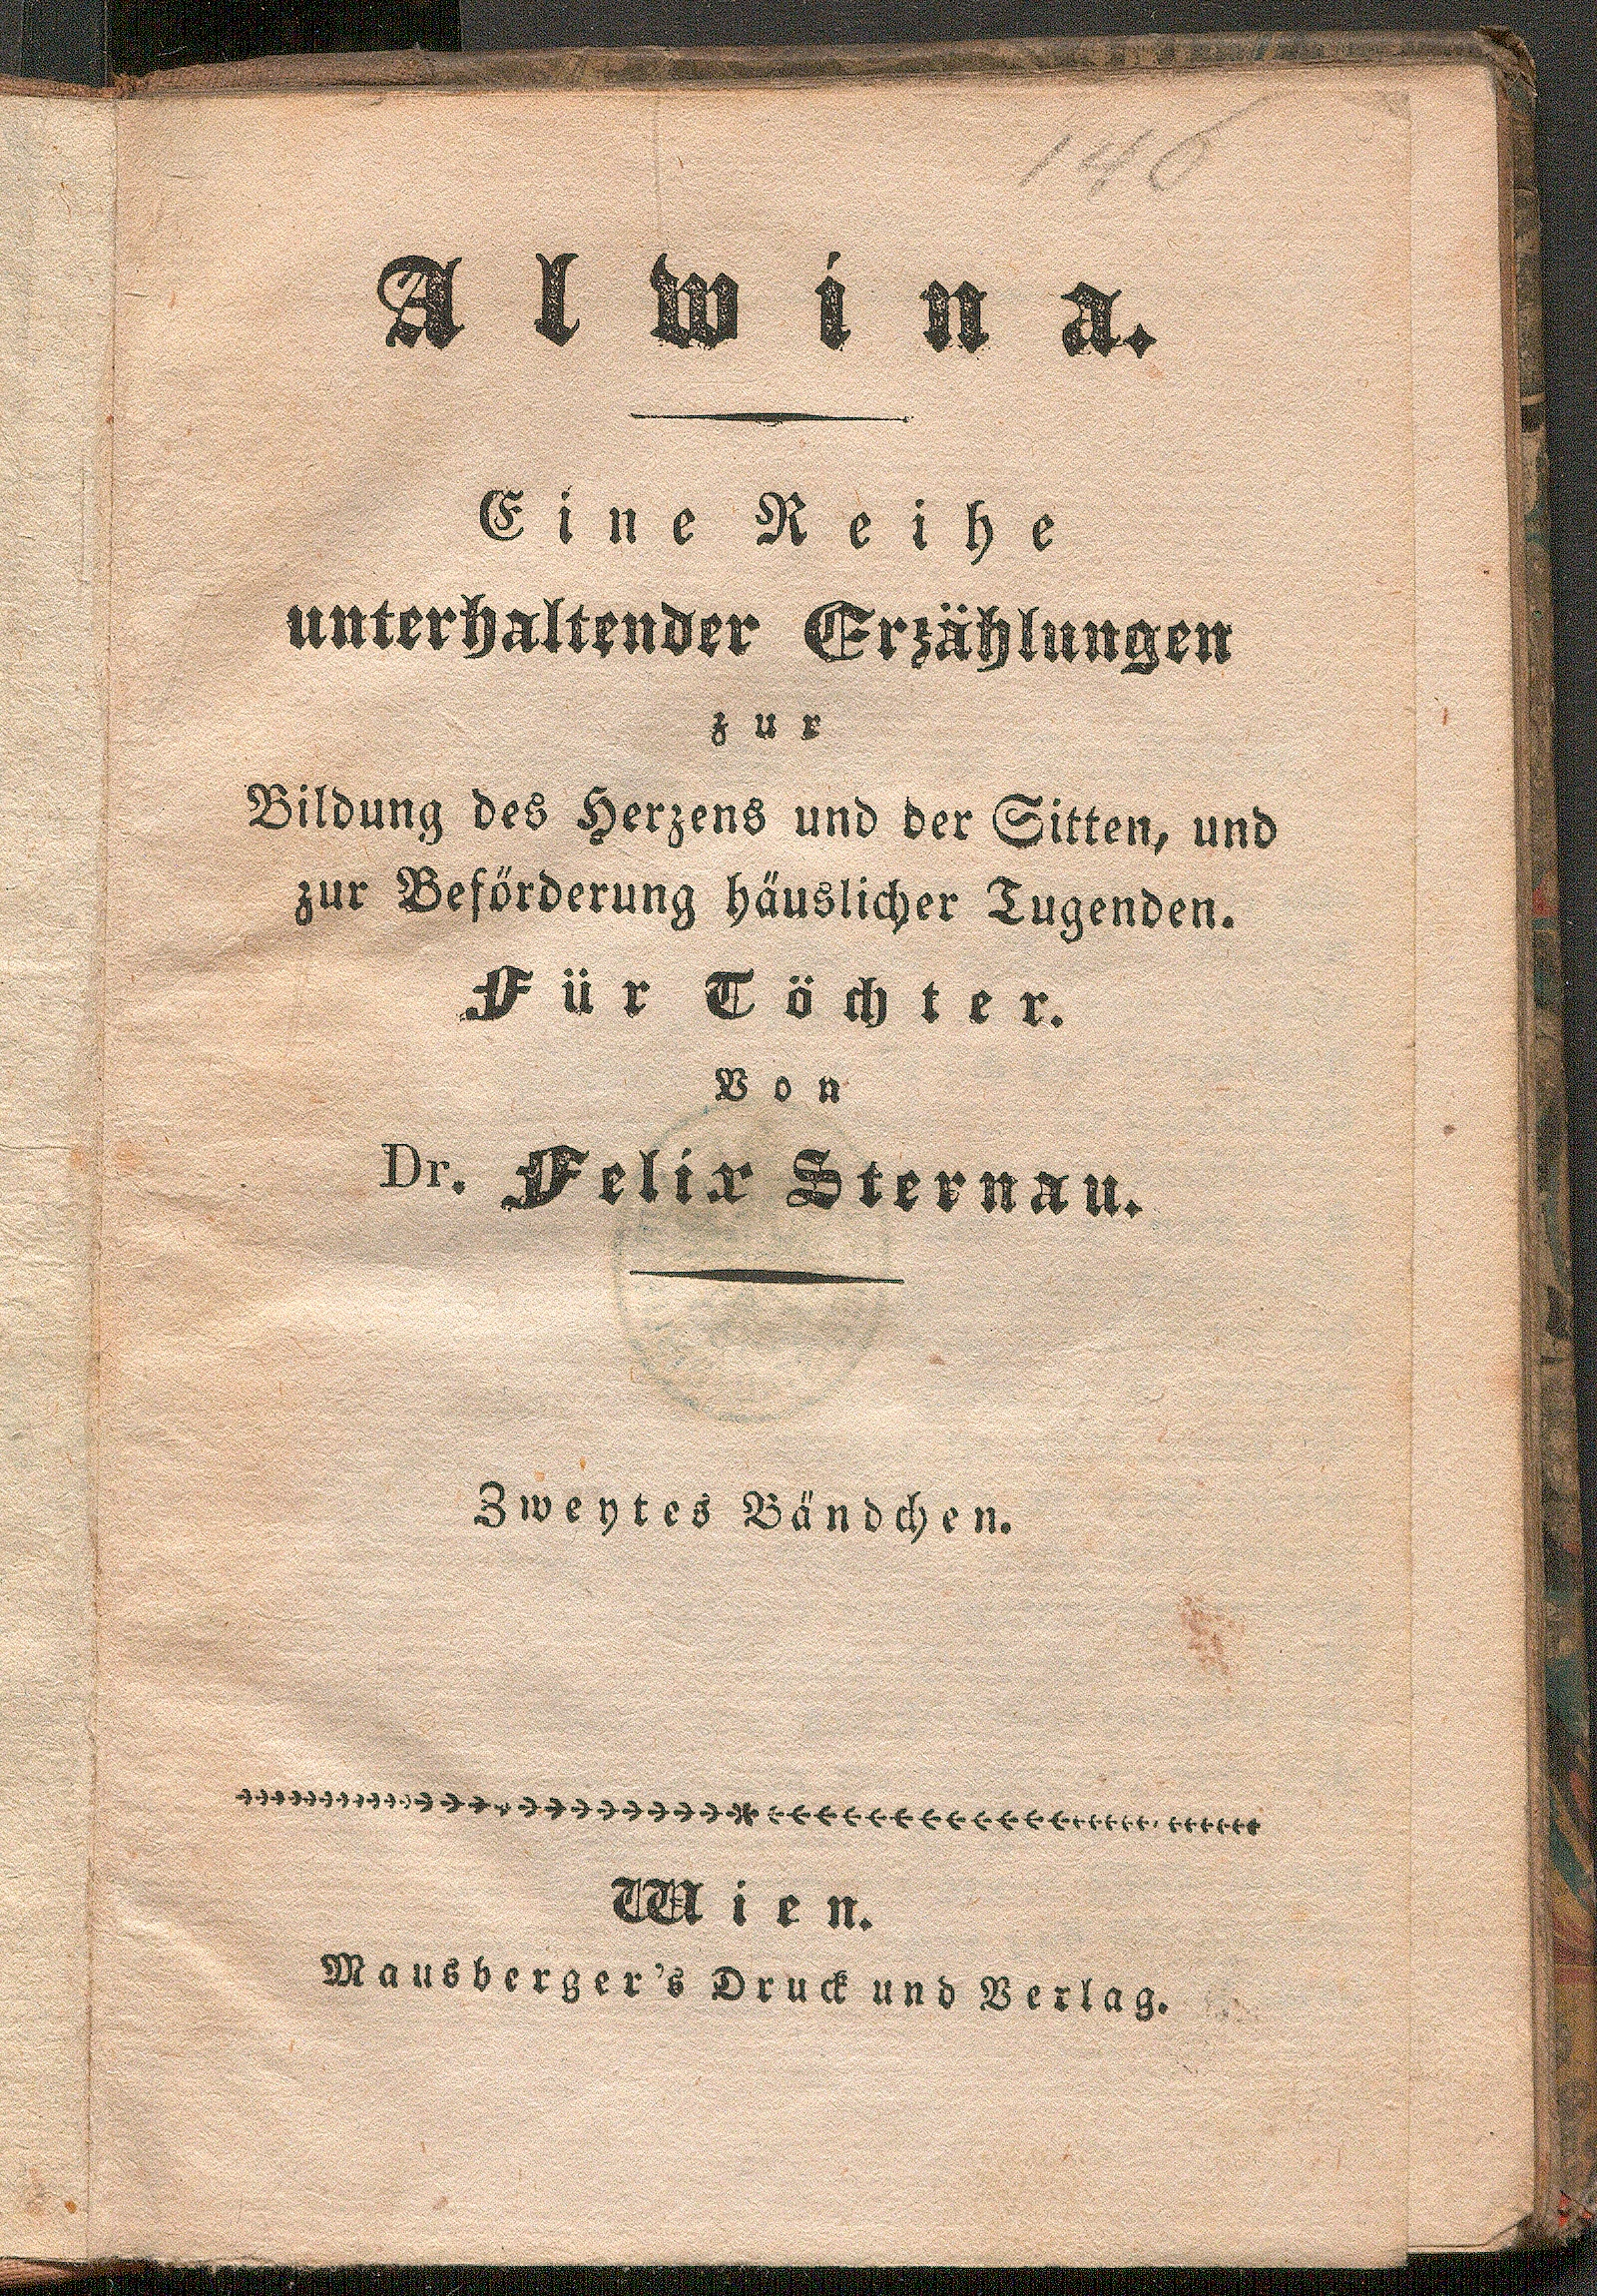 146
Alwina.
Eine Reihe
unterhaltender Erzählungen
zur
Bildung des Herzens und der Sitten, und
zur Beförderung häuslicher Tugenden.
Für Töchter.
Von
Dr. Felix Sternau.
Zweytes Bändchen.
Wien.
Mausberger's Druck und Verlag.